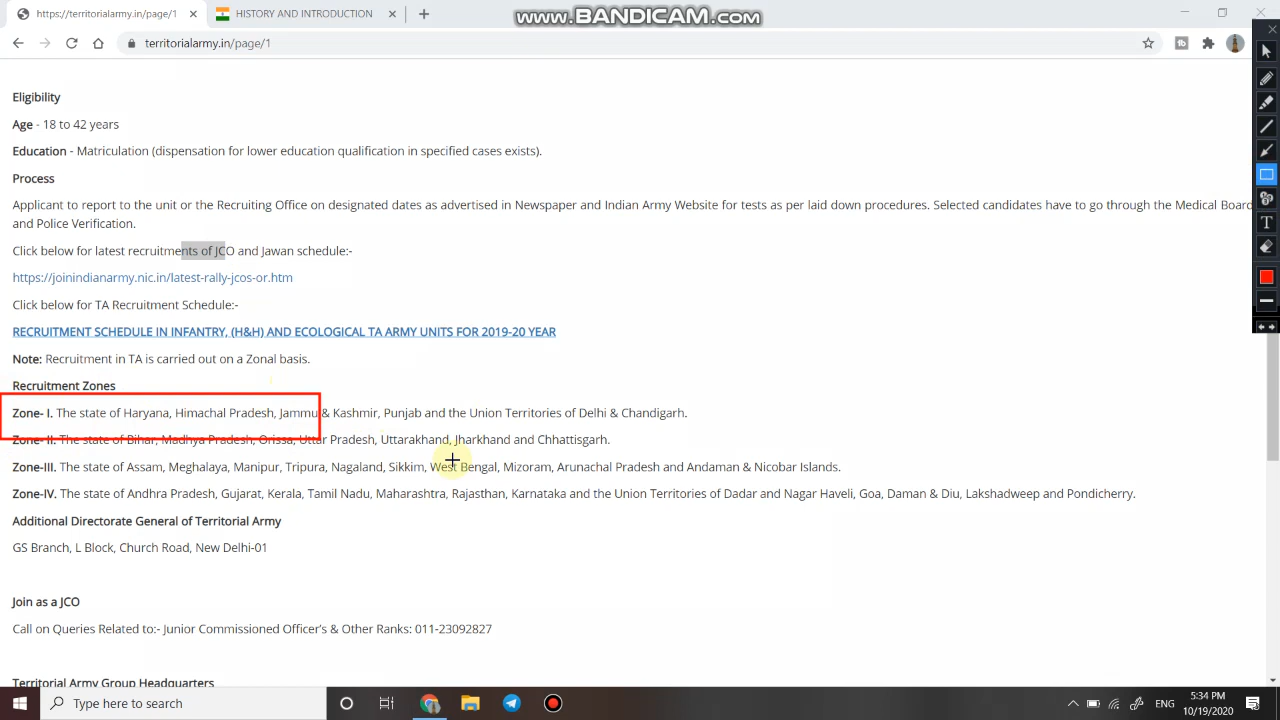 https://territorialarmy.in/page/1
HISTORY AND INTRODUCTION
www.BANDICAM.com
territorialarmy.in/page/1
Eligibility
Age - 18 to 42 years
Education - Matriculation (dispensation for lower education qualification in specified cases exists).
Process
Applicant to report to the unit or the Recruiting Office on designated dates as advertised in Newspaper and Indian Army Website for tests as per laid down procedures. Selected candidates have to go through the Medical Board
and Police Verification.
Click below for latest recruitments of JCO and Jawan schedule:-
https://joinindianarmy.nic.in/latest-rally-jcos-or.htm
Click below for TA Recruitment Schedule:-
RECRUITMENT SCHEDULE IN INFANTRY, (H&H) AND ECOLOGICAL TA ARMY UNITS FOR 2019-20 YEAR
Note: Recruitment in TA is carried out on a Zonal basis.
Recruitment Zones
Zone- I. The state of Haryana, Himachal Pradesh, Jammu & Kashmir, Punjab and the Union Territories of Delhi & Chandigarh.
Zone- II. The state of Bihar, Madhya Pradesh, Orissa, Uttar Pradesh, Uttarakhand, Jharkhand and Chhattisgarh.
Zone-III. The state of Assam, Meghalaya, Manipur, Tripura, Nagaland, Sikkim, West Bengal, Mizoram, Arunachal Pradesh and Andaman & Nicobar Islands.
Zone-IV. The state of Andhra Pradesh, Gujarat, Kerala, Tamil Nadu, Maharashtra, Rajasthan, Karnataka and the Union Territories of Dadar and Nagar Haveli, Goa, Daman & Diu, Lakshadweep and Pondicherry.
Additional Directorate General of Territorial Army
GS Branch, L Block, Church Road, New Delhi-01
Join as a JCO
Call on Queries Related to:- Junior Commissioned Officer's & Other Ranks: 011-23092827
Territorial Army Group Headquarters
Type here to search
ENG
5:34 PM
10/19/2020